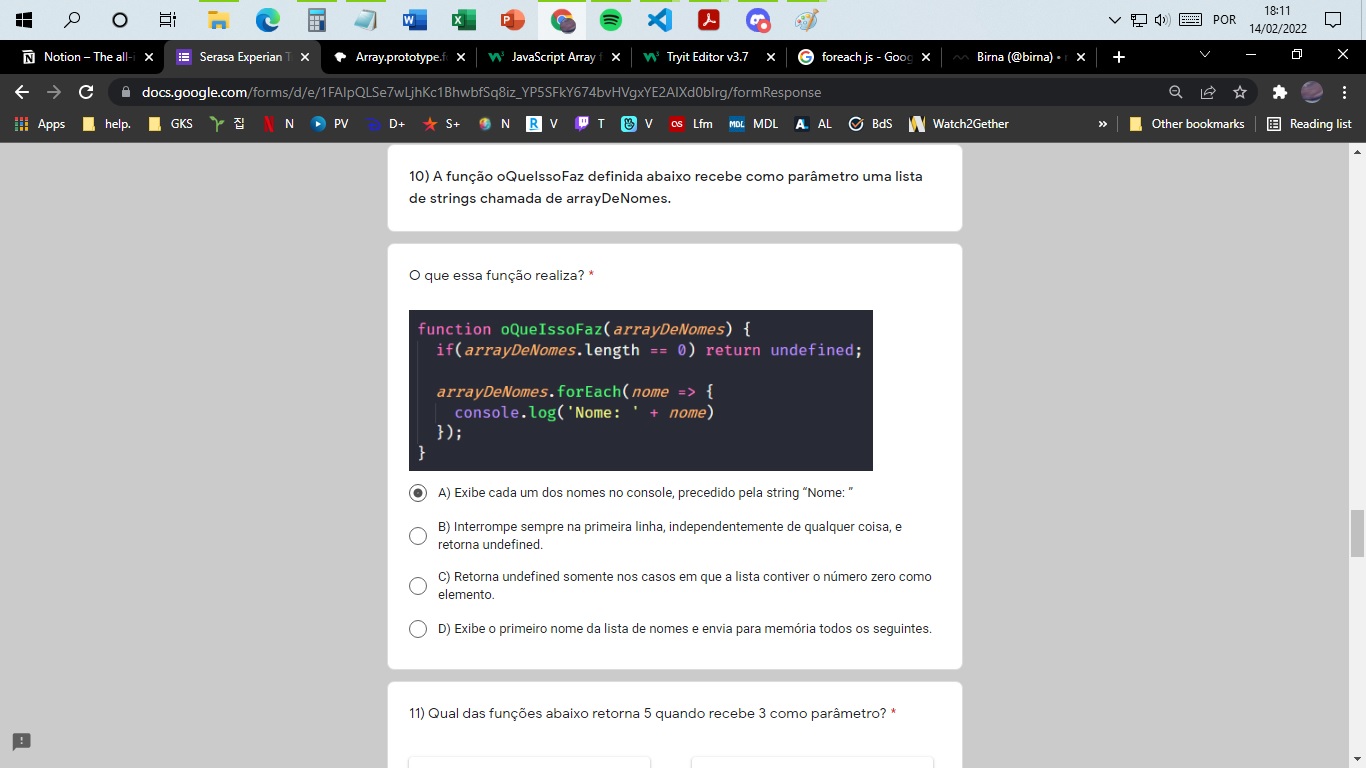 18:11
POR
14/02/2022
Notion – The all-
Serasa Experian
Array.prototype.f
JavaScript Array
Tryit Editor v3.7
foreach js - Goog
docs.google.com/forms/d/e/1FAIpQLSe7wLjhKc1BhwbfSq8iz_YP5SFkY674bvHVgxYE2AIXd0bIrg/formResponse
Apps help. GKS 집 N PV D+ S+ N V T V Lfm MDL AL BdS Watch2Gether » Other bookmarks Reading list
10) A função oQueIssoFaz definida abaixo recebe como parâmetro uma lista
de strings chamada de arrayDeNomes.
O que essa função realiza? *
function oQueIssoFaz(arrayDeNomes) {
if(arrayDeNomes.length == 0) return undefined;
arrayDeNomes.forEach(nome => {
console.log('Nome: ' + nome)
});
}
A) Exibe cada um dos nomes no console, precedido pela string “Nome: ”
B) Interrompe sempre na primeira linha, independentemente de qualquer coisa, e
retorna undefined.
C) Retorna undefined somente nos casos em que a lista contiver o número zero como
elemento.
D) Exibe o primeiro nome da lista de nomes e envia para memória todos os seguintes.
11) Qual das funções abaixo retorna 5 quando recebe 3 como parâmetro? *